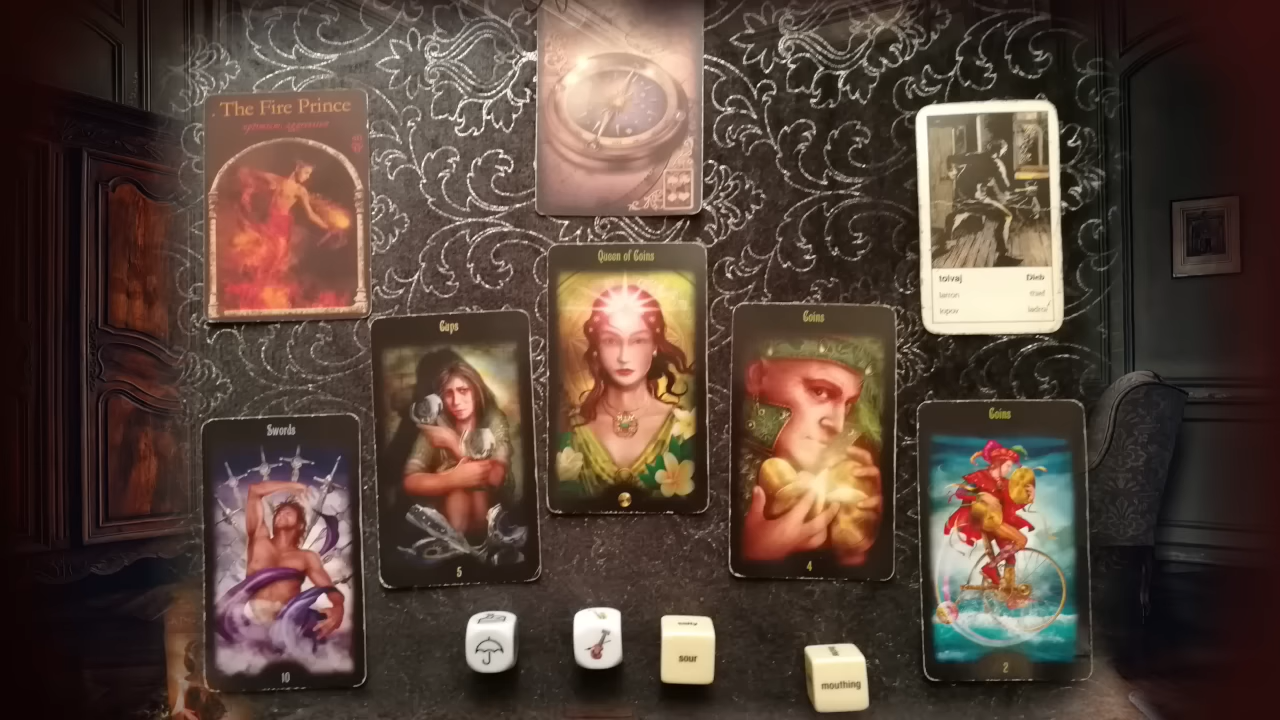 The Fire Prince
tolvaj
Dieb
larron
thief
ladro
Queen of Coins
Cups
Coins
Coins
Swords
5
4
10
2
sour
mouthing